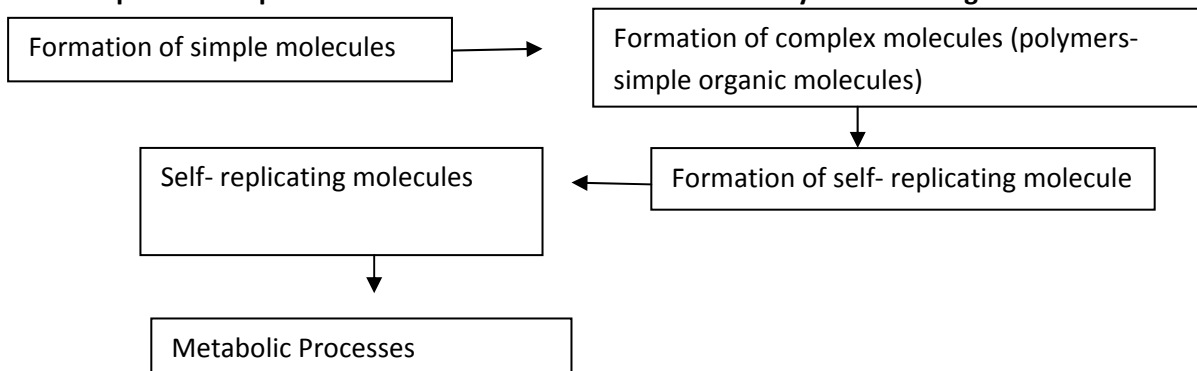 Formation of simple molecules
Formation of complex molecules (polymers-
simple organic molecules)
Formation of self- replicating molecule
Self- replicating molecules
Metabolic Processes